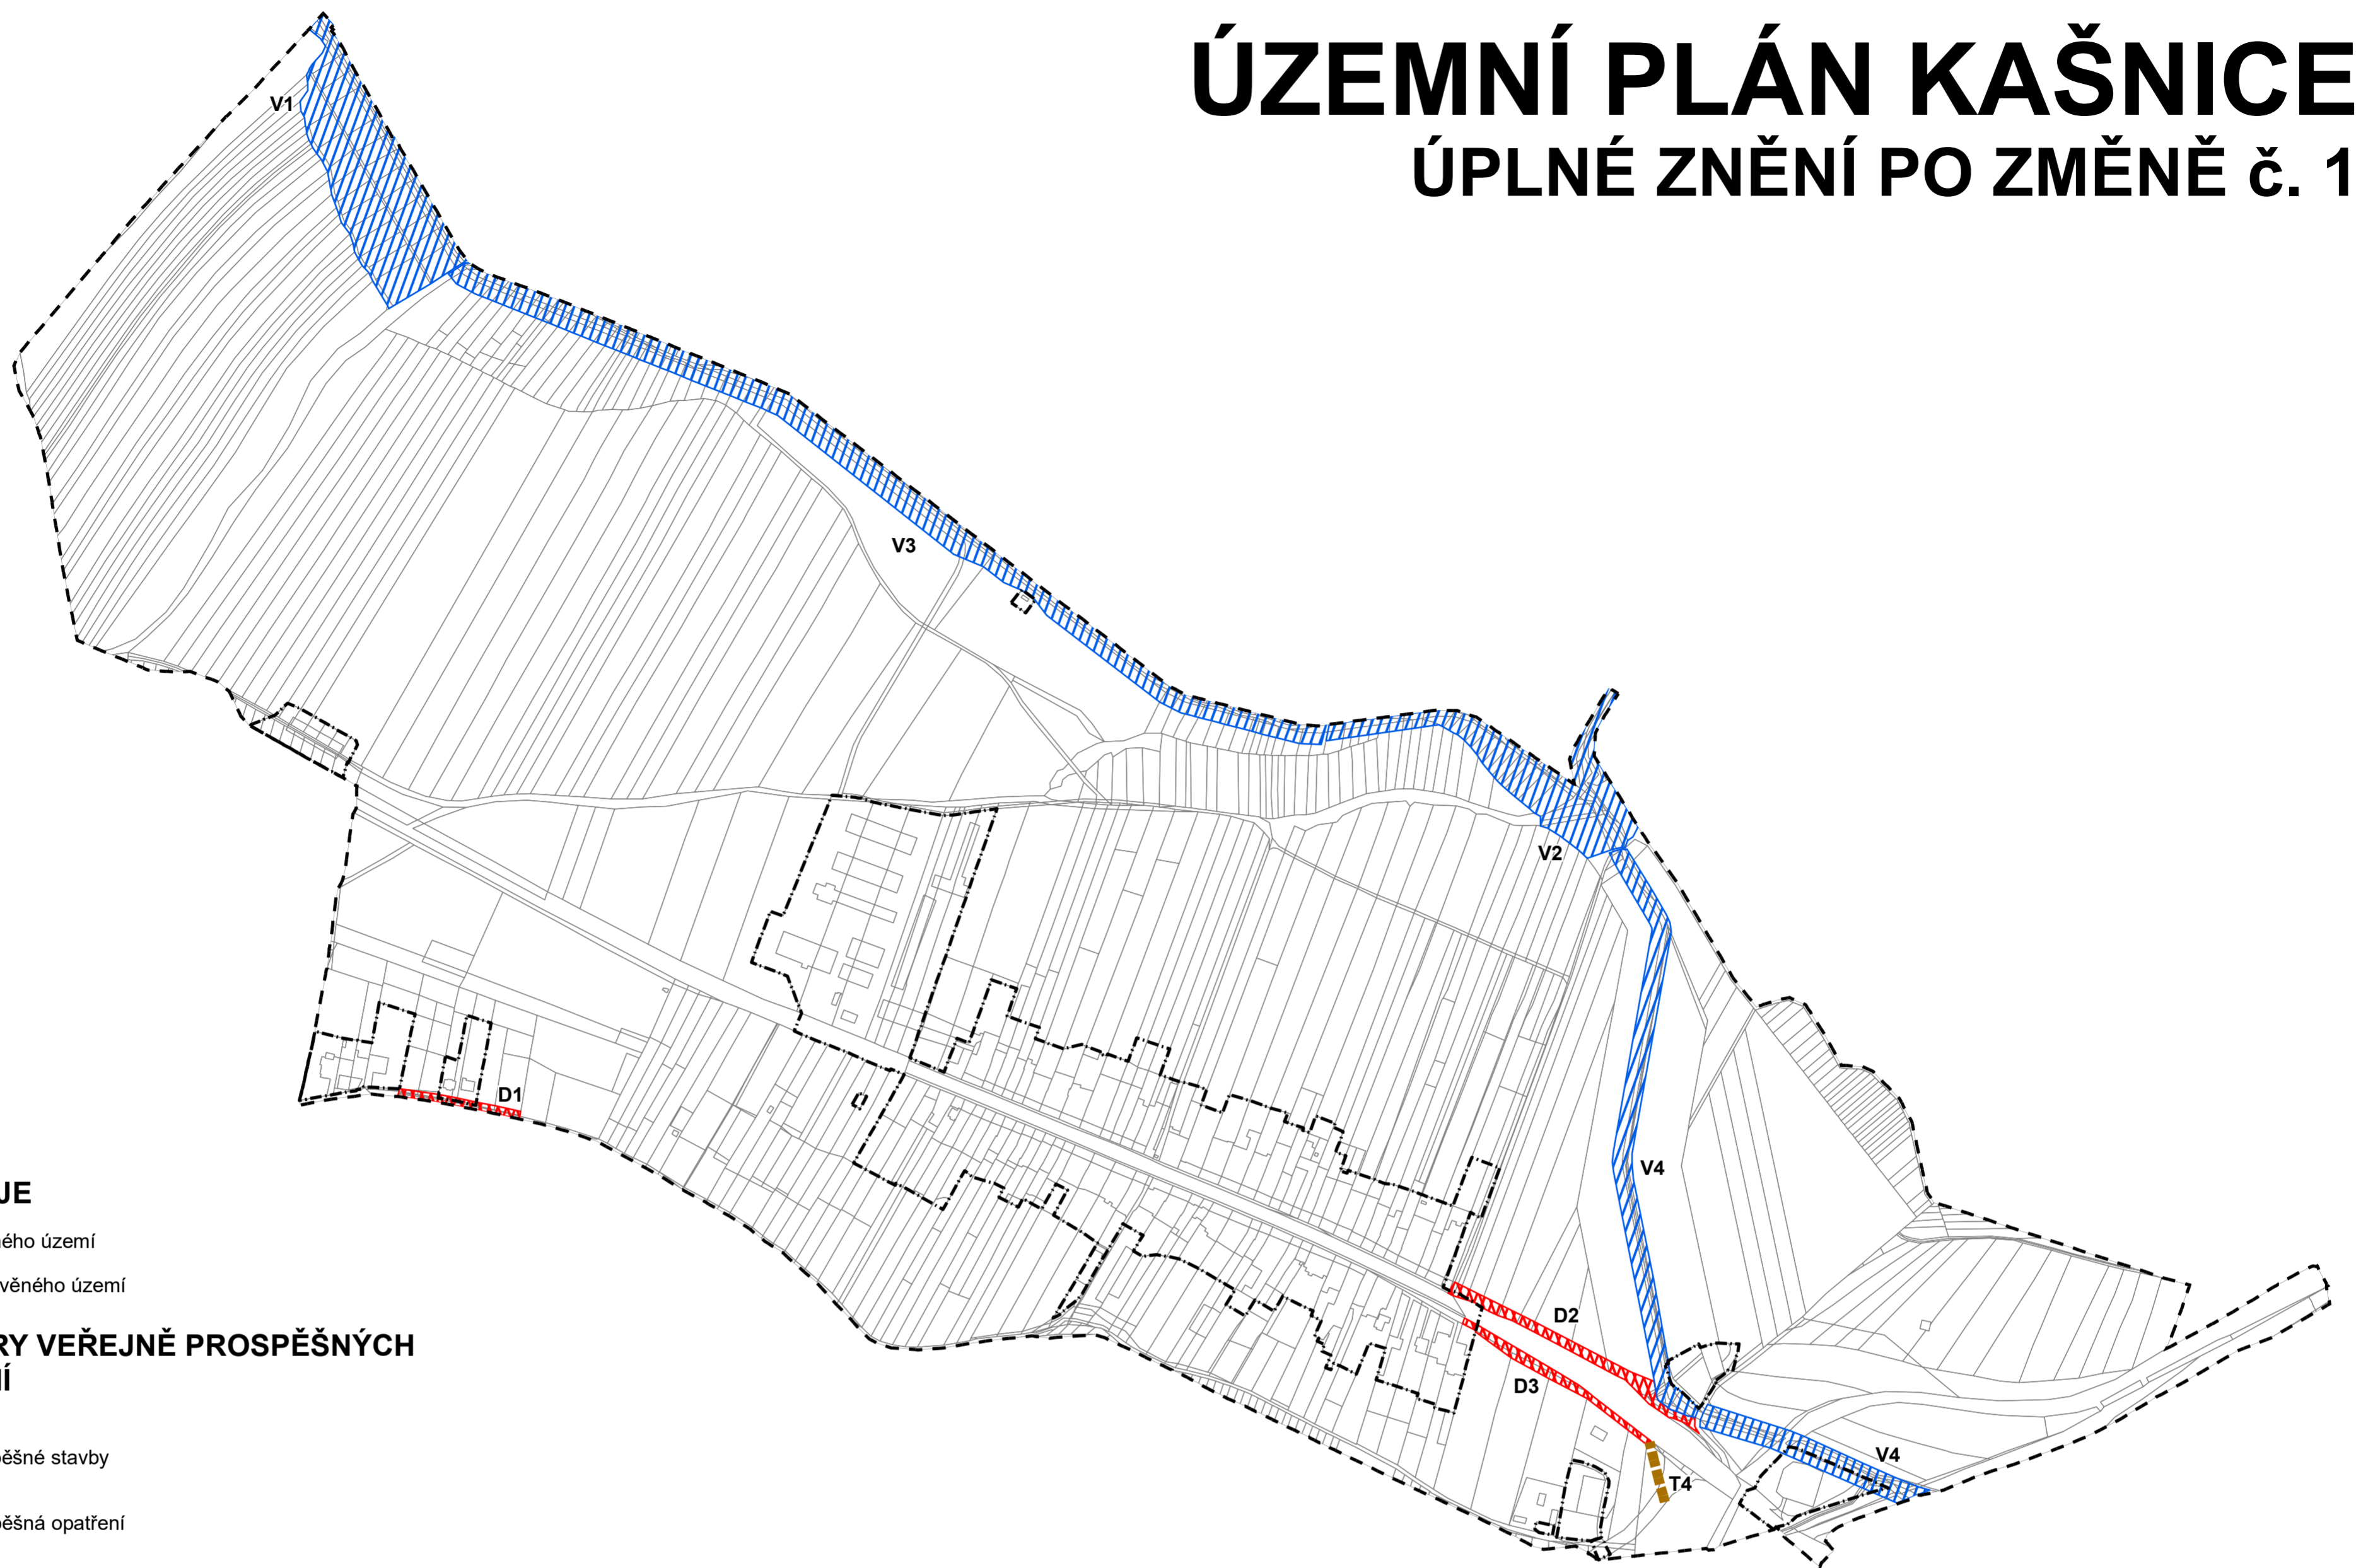 ÚZEMNÍ PLÁN KAŠNICE
ÚPLNÉ ZNĚNÍ PO ZMĚNĚ č. 1
V1
V3
V2
D1
V4
D2
D3
V4
T4
JE
ného území
věného území
RY VEŘEJNĚ PROSPĚŠNÝCH
Í
ěšné stavby
ěšná opatření